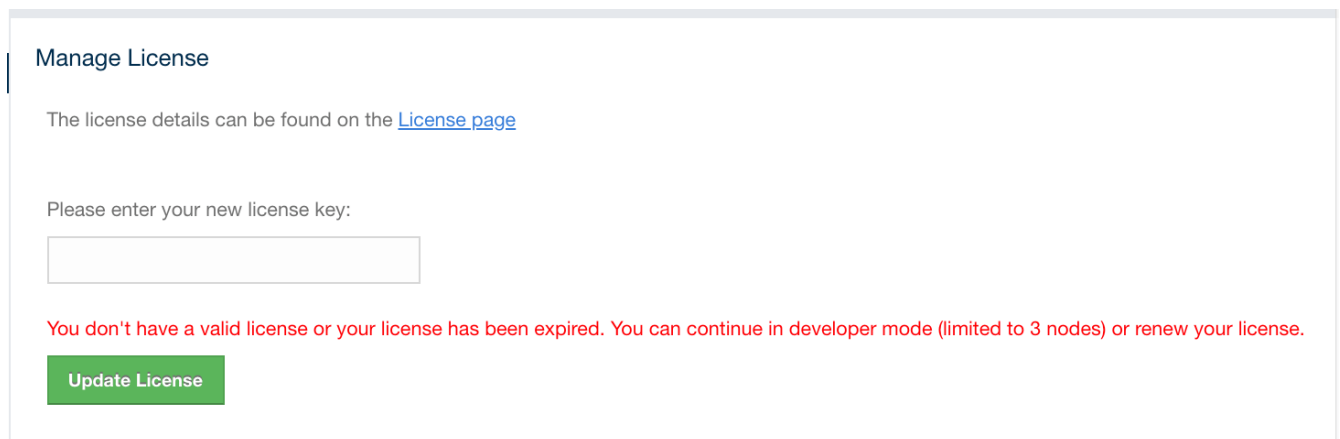 Manage License
The license details can be found on the License page
Please enter your new license key:
You don't have a valid license or your license has been expired. You can continue in developer mode (limited to 3 nodes) or renew your license.
Update License